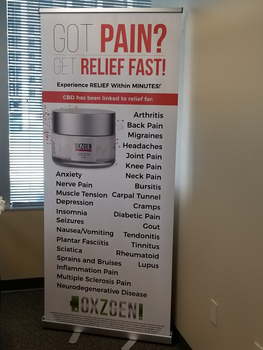 GOT PAIN?
GET RELIEF FAST!
Experience RELIEF Within MINUTES!
CBD has been linked to relief for:
Arthritis
Back Pain
Migraines
Headaches
Joint Pain
Knee Pain
Neck Pain
Bursitis
Carpal Tunnel
Cramps
Diabetic Pain
Gout
Tendonitis
Tinnitus
Rheumatoid
Lupus
Anxiety
Nerve Pain
Muscle Tension
Depression
Insomnia
Seizures
Nausea/Vomiting
Plantar Fasciitis
Sciatica
Sprains and Bruises
Inflammation Pain
Multiple Sclerosis Pain
Neurodegenerative Disease
OXZGEN